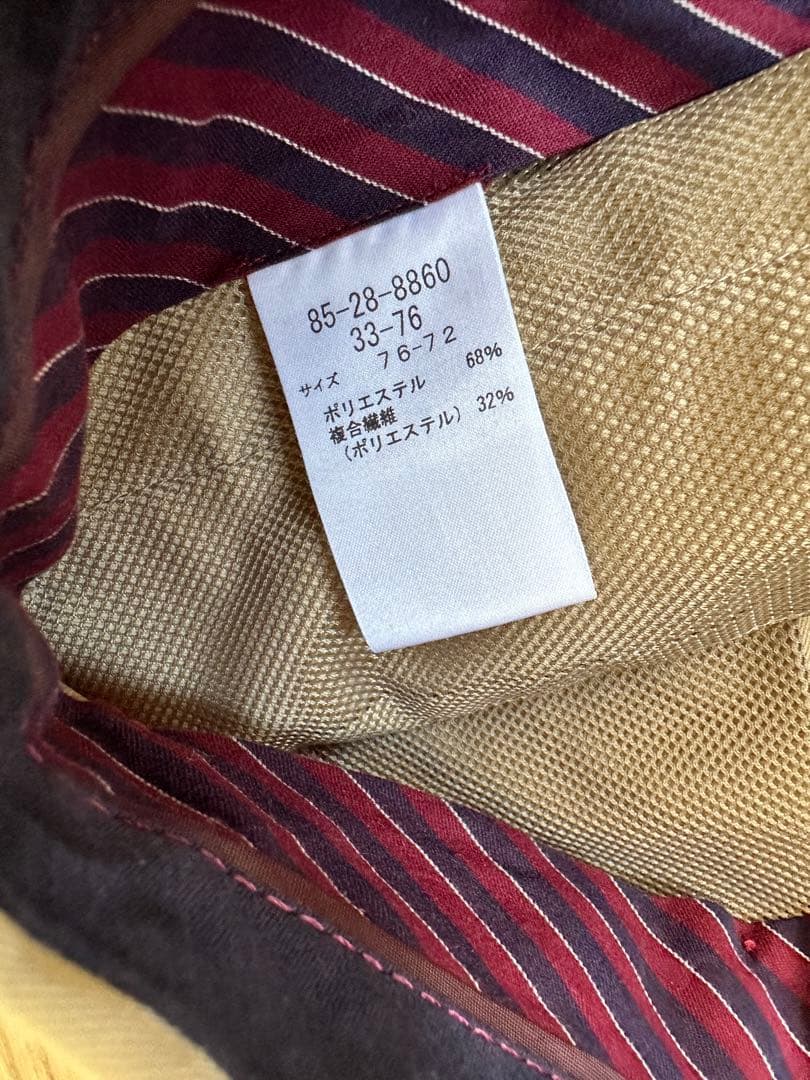 85-28-8860
33-76
サイズ 76-72
ポリエステル 68%
複合繊維
(ポリエステル) 32%